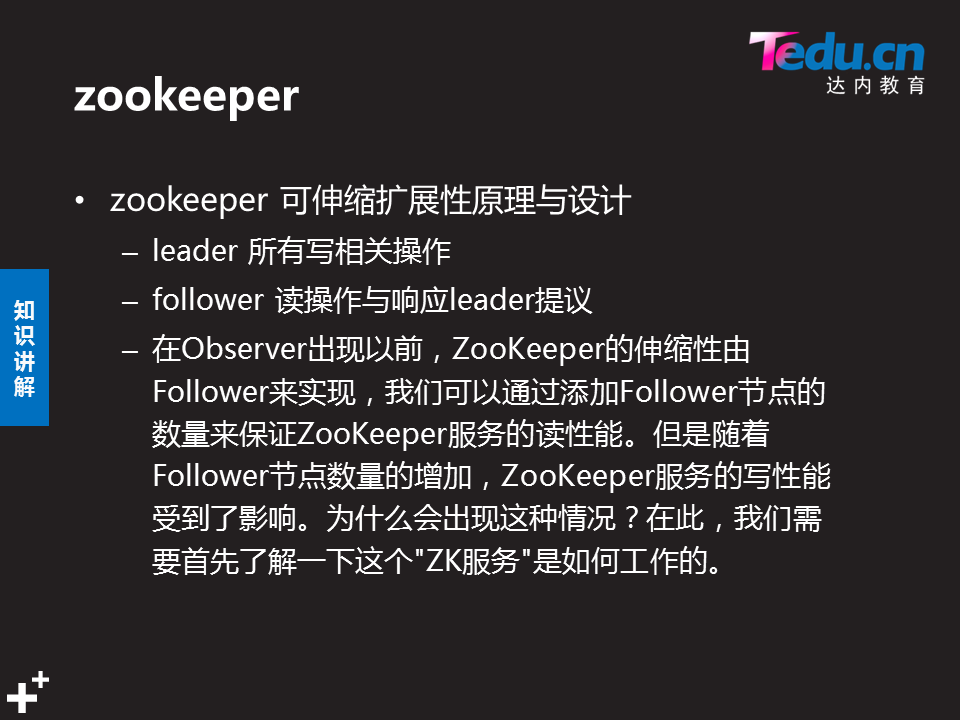 Tedu.cn
达内教育
zookeeper
• zookeeper 可伸缩扩展性原理与设计
– leader 所有写相关操作
– follower 读操作与响应leader提议
– 在Observer出现以前，ZooKeeper的伸缩性由
Follower来实现，我们可以通过添加Follower节点的
数量来保证ZooKeeper服务的读性能。但是随着
Follower节点数量的增加，ZooKeeper服务的写性能
受到了影响。为什么会出现这种情况？在此，我们需
要首先了解一下这个"ZK服务"是如何工作的。
知识讲解